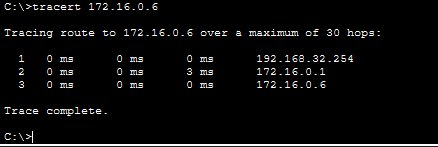 C:\>tracert 172.16.0.6
Tracing route to 172.16.0.6 over a maximum of 30 hops:
1 0 ms 0 ms 0 ms 192.168.32.254
2 0 ms 0 ms 3 ms 172.16.0.1
3 0 ms 0 ms 0 ms 172.16.0.6
Trace complete.
C:\>